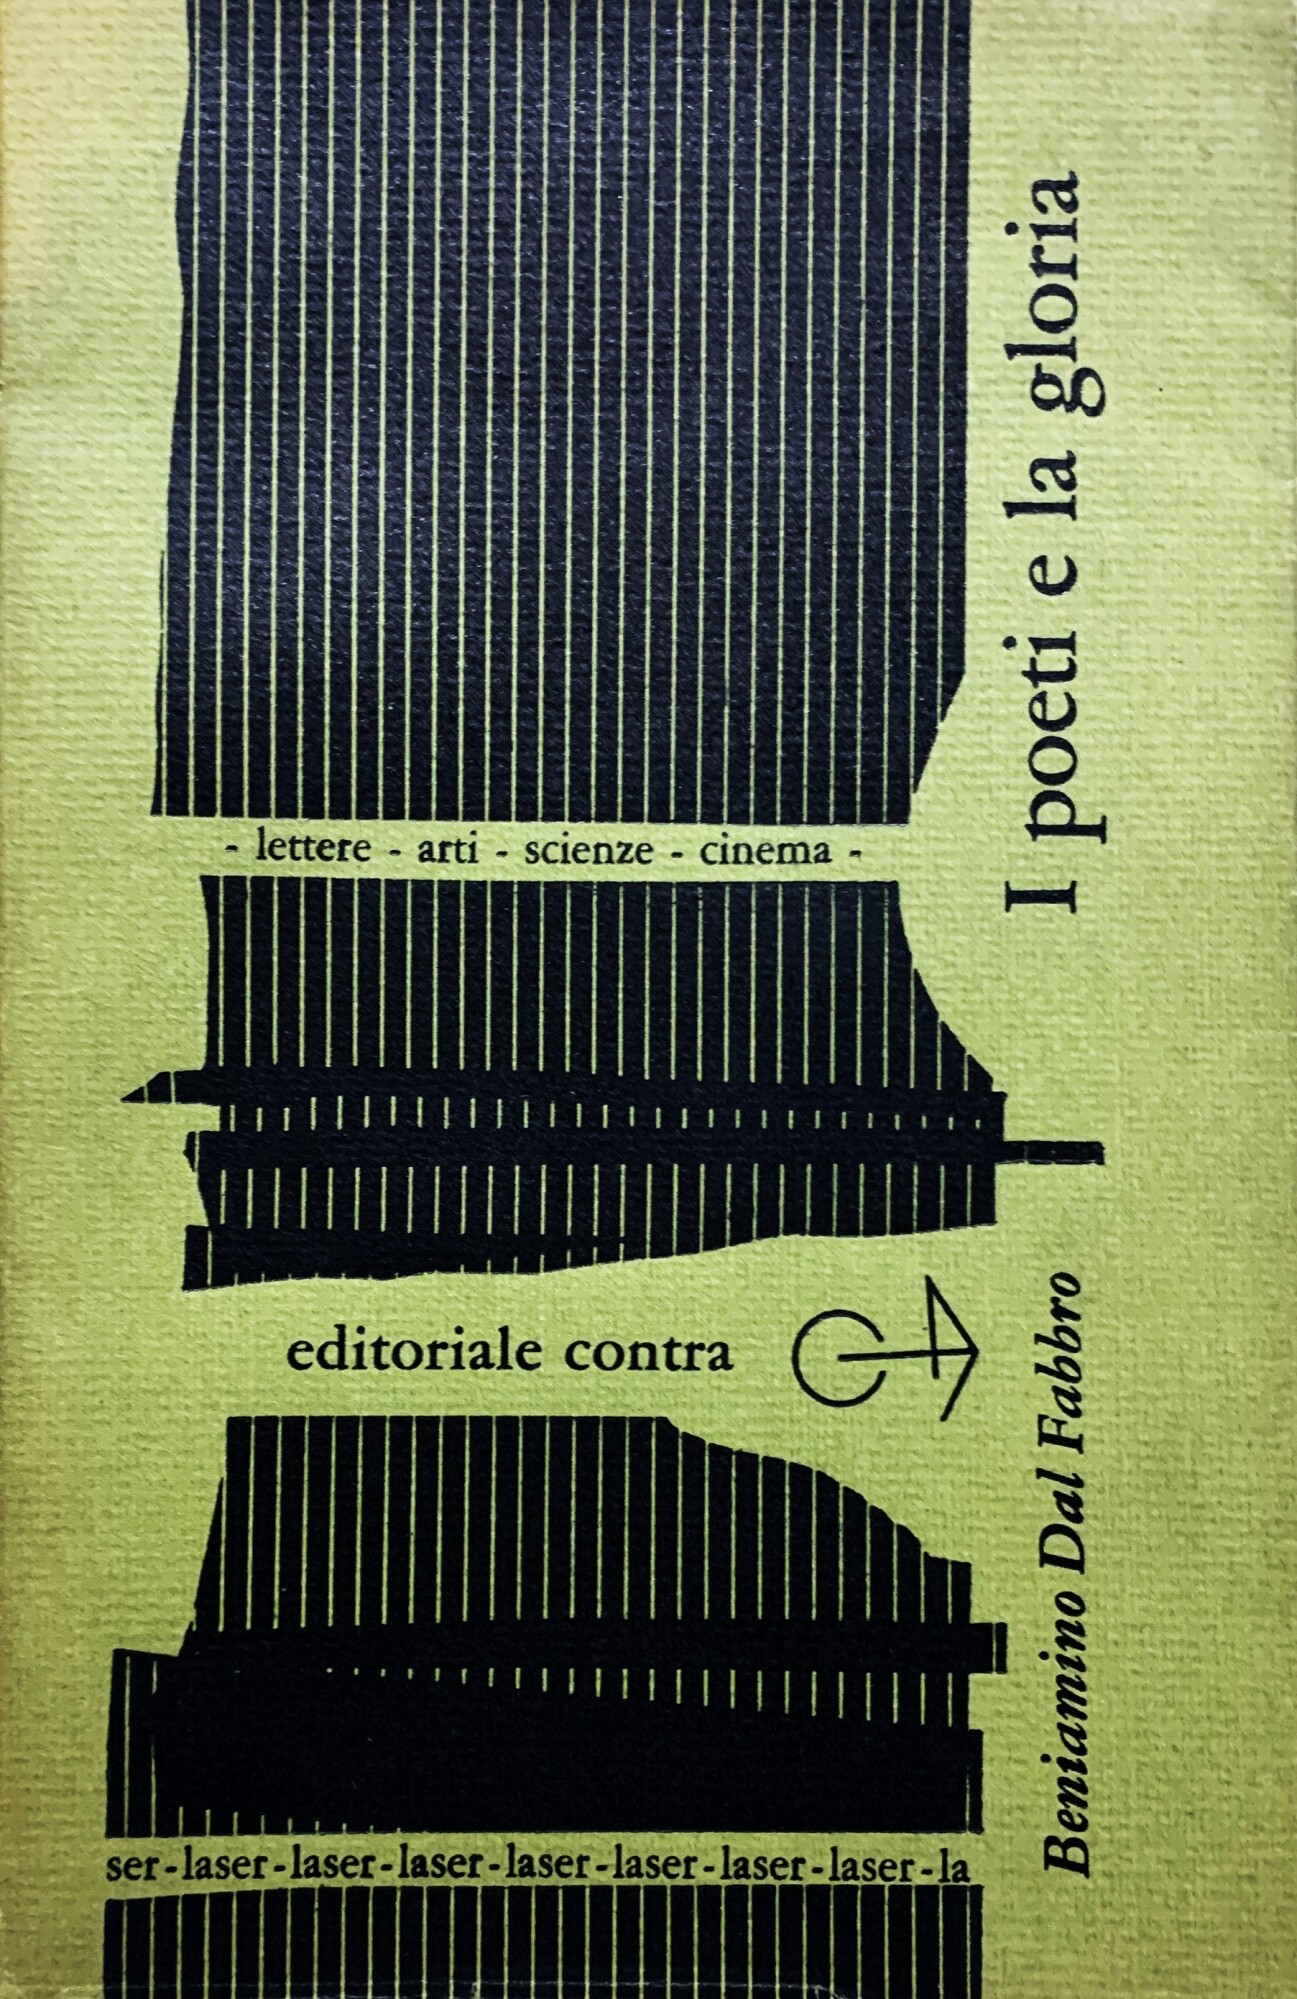 I poeti e la gloria
- lettere - arti - scienze - cinema -
editoriale contra
Beniamino Dal Fabbro
ser-laser-laser-laser-laser-laser-laser-laser-la